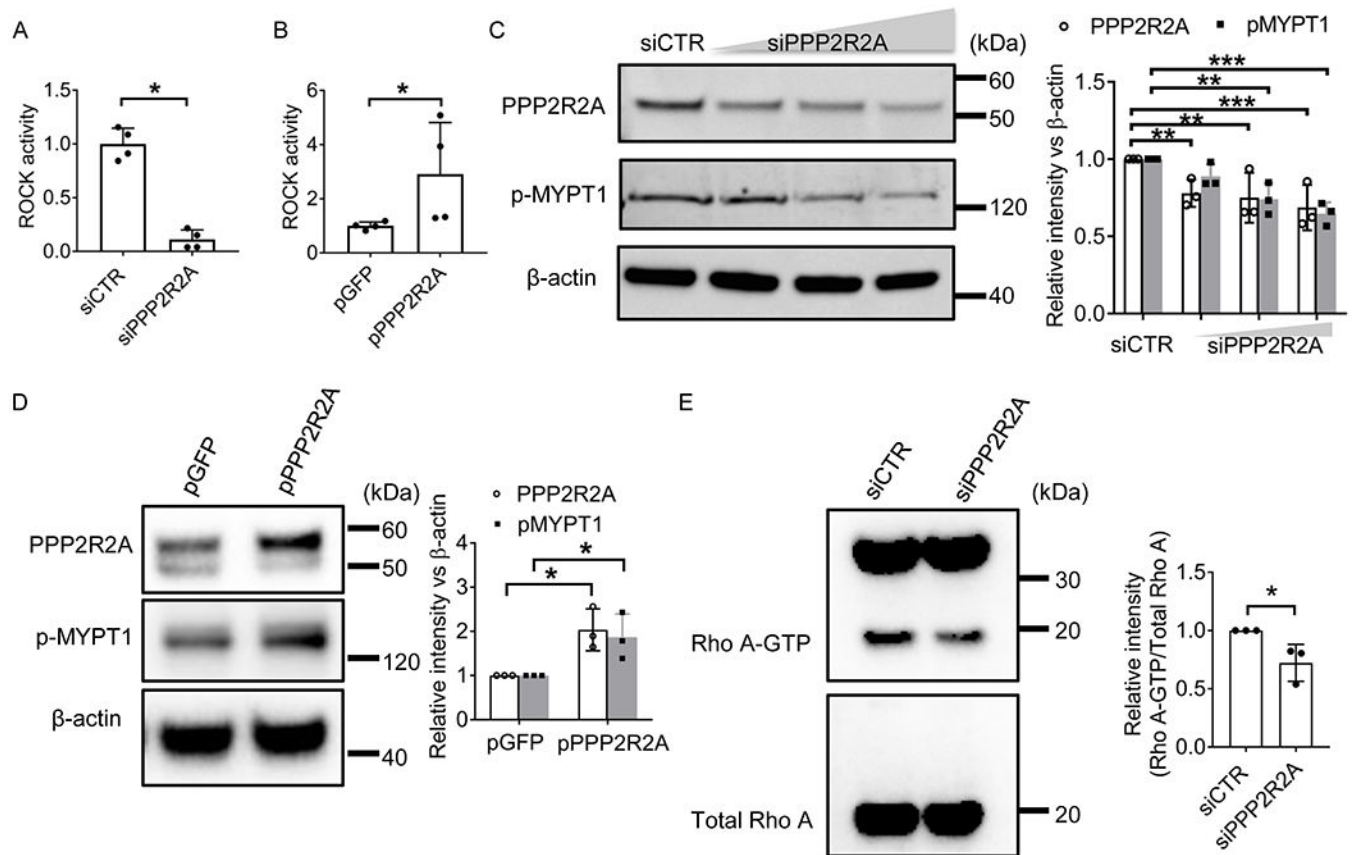 A
ROCK activity
1.5
1.0
0.5
0.0
*
siCTR
siPPP2R2A
B
ROCK activity
6
4
2
0
*
pGFP
pPPP2R2A
C
siCTR
siPPP2R2A
(kDa)
PPP2R2A
60
50
p-MYPT1
120
β-actin
40
PPP2R2A
pMYPT1
Relative intensity vs β-actin
1.5
1.0
0.5
0.0
***
**
***
**
**
siCTR
siPPP2R2A
D
pGFP
pPPP2R2A
(kDa)
PPP2R2A
60
50
p-MYPT1
120
β-actin
40
PPP2R2A
pMYPT1
Relative intensity vs β-actin
4
3
2
1
0
*
*
pGFP
pPPP2R2A
E
siCTR
siPPP2R2A
(kDa)
30
Rho A-GTP
20
Total Rho A
20
Relative intensity
(Rho A-GTP/Total Rho A)
1.5
1.0
0.5
0.0
*
siCTR
siPPP2R2A